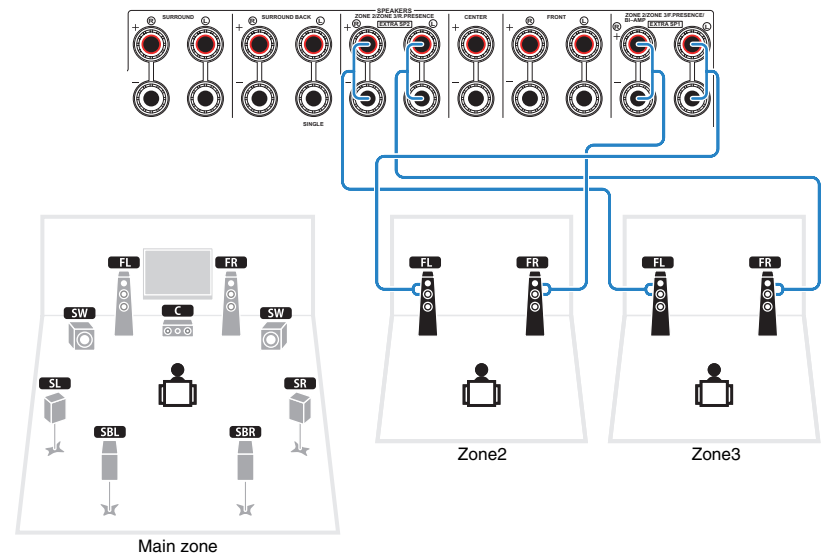 SPEAKERS
SURROUND
SURROUND BACK
ZONE 2/ZONE 3/R.PRESENCE
EXTRA SP2
CENTER
FRONT
ZONE 2/ZONE 3/F.PRESENCE/
BI-AMP
EXTRA SP1
R
L
R
L
R
L
R
L
R
L
+
+
+
+
+
+
−
−
−
−
−
−
SINGLE
FL
FR
SW
C
SW
SL
SR
SBL
SBR
Main zone
FL
FR
Zone2
FL
FR
Zone3